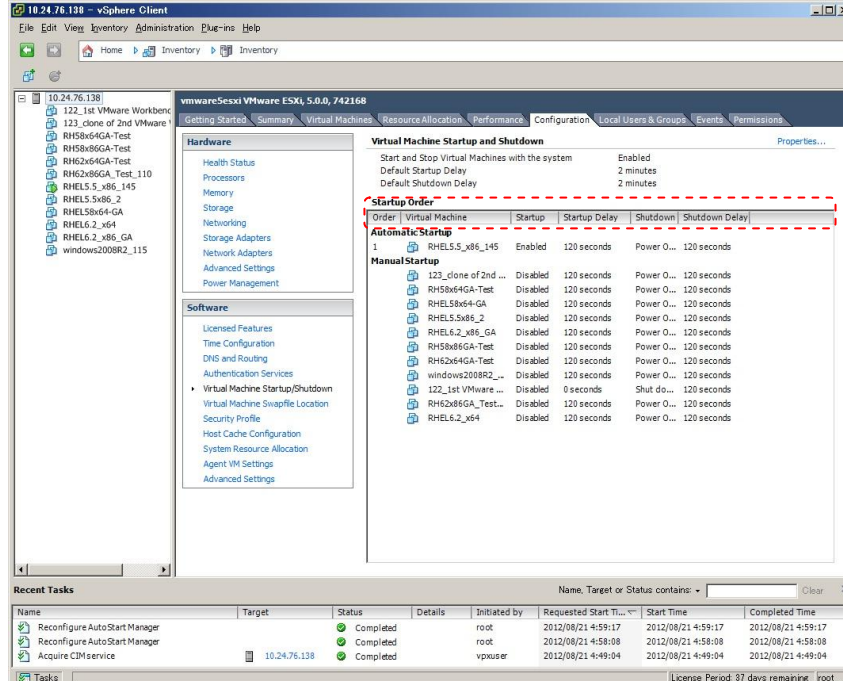 10.24.76.138 - vSphere Client
File Edit View Inventory Administration Plug-ins Help
Home Inventory Inventory
10.24.76.138
122_1st VMware Workbenc
123_clone of 2nd VMware
RH58x64GA-Test
RH58x86GA-Test
RH62x64GA-Test
RH62x86GA_Test_110
RHEL5.5_x86_145
RHEL5.5x86_2
RHEL58x64-GA
RHEL6.2_x64
RHEL6.2_x86_GA
windows2008R2_115
vmware5esxi VMware ESXi, 5.0.0, 742168
Getting Started Summary Virtual Machines Resource Allocation Performance Configuration Local Users & Groups Events Permissions
Hardware
Health Status
Processors
Memory
Storage
Networking
Storage Adapters
Network Adapters
Advanced Settings
Power Management
Software
Licensed Features
Time Configuration
DNS and Routing
Authentication Services
Virtual Machine Startup/Shutdown
Virtual Machine Swapfile Location
Security Profile
Host Cache Configuration
System Resource Allocation
Agent VM Settings
Advanced Settings
Virtual Machine Startup and Shutdown Properties...
Start and Stop Virtual Machines with the system Enabled
Default Startup Delay 2 minutes
Default Shutdown Delay 2 minutes
Startup Order
Order Virtual Machine Startup Startup Delay Shutdown Shutdown Delay
Automatic Startup
1 RHEL5.5_x86_145 Enabled 120 seconds Power O... 120 seconds
Manual Startup
123_clone of 2nd ... Disabled 120 seconds Power O... 120 seconds
RH58x64GA-Test Disabled 120 seconds Power O... 120 seconds
RHEL58x64-GA Disabled 120 seconds Power O... 120 seconds
RHEL5.5x86_2 Disabled 120 seconds Power O... 120 seconds
RHEL6.2_x86_GA Disabled 120 seconds Power O... 120 seconds
RH58x86GA-Test Disabled 120 seconds Power O... 120 seconds
RH62x64GA-Test Disabled 120 seconds Power O... 120 seconds
windows2008R2_... Disabled 120 seconds Power O... 120 seconds
122_1st VMware ... Disabled 0 seconds Shut do... 120 seconds
RH62x86GA_Test... Disabled 120 seconds Power O... 120 seconds
RHEL6.2_x64 Disabled 120 seconds Power O... 120 seconds
Recent Tasks Name, Target or Status contains: Clear
Name Target Status Details Initiated by Requested Start Ti... Start Time Completed Time
Reconfigure AutoStart Manager Completed root 2012/08/21 4:59:17 2012/08/21 4:59:17 2012/08/21 4:59:17
Reconfigure AutoStart Manager Completed root 2012/08/21 4:58:08 2012/08/21 4:58:08 2012/08/21 4:58:08
Acquire CIM service 10.24.76.138 Completed vpxuser 2012/08/21 4:49:04 2012/08/21 4:49:04 2012/08/21 4:49:04
Tasks License Period: 37 days remaining root